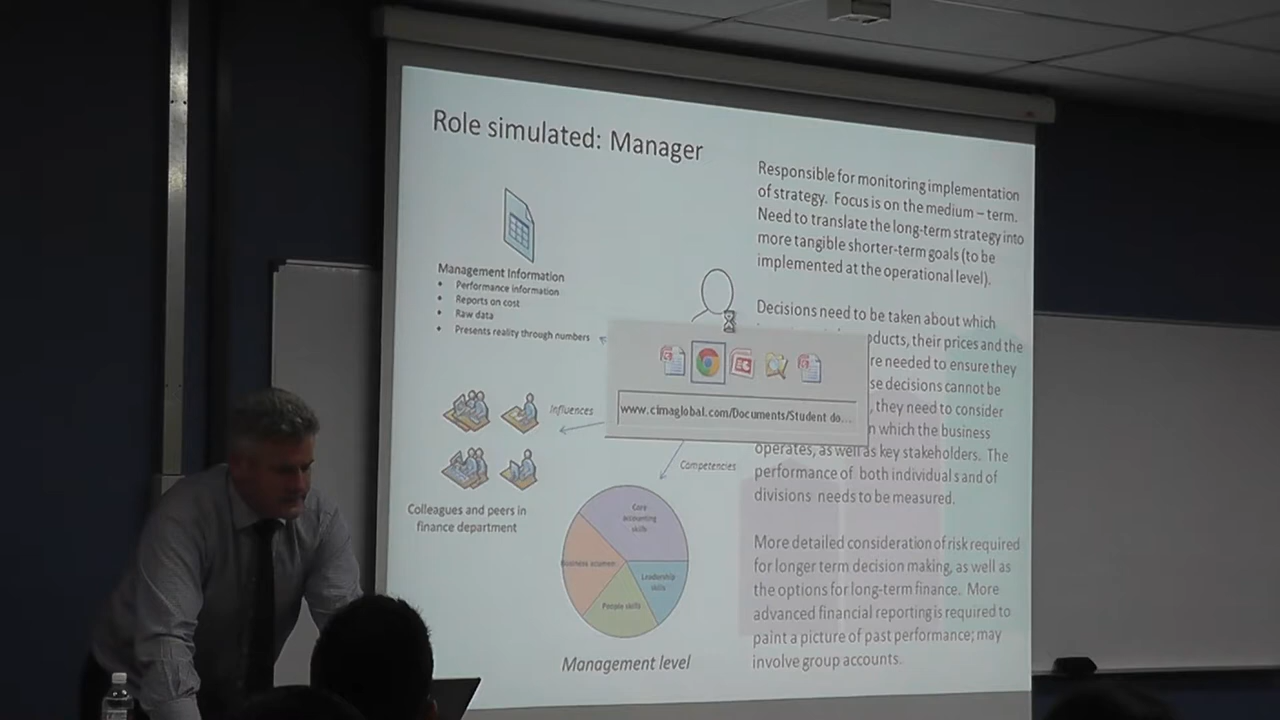 Role simulated: Manager
Management Information
• Performance information
• Reports on cost
• Raw data
• Presents reality through numbers
Influences
Colleagues and peers in
finance department
www.cimaglobal.com/Documents/Student do...
Competencies
Core
accounting
skills
Business acumen
Leadership
skills
People skills
Management level
Responsible for monitoring implementation
of strategy. Focus is on the medium – term.
Need to translate the long-term strategy into
more tangible shorter-term goals (to be
implemented at the operational level).
Decisions need to be taken about which
ducts, their prices and the
re needed to ensure they
se decisions cannot be
, they need to consider
n which the business
operates, as well as key stakeholders. The
performance of both individuals and of
divisions needs to be measured.
More detailed consideration of risk required
for longer term decision making, as well as
the options for long-term finance. More
advanced financial reporting is required to
paint a picture of past performance; may
involve group accounts.